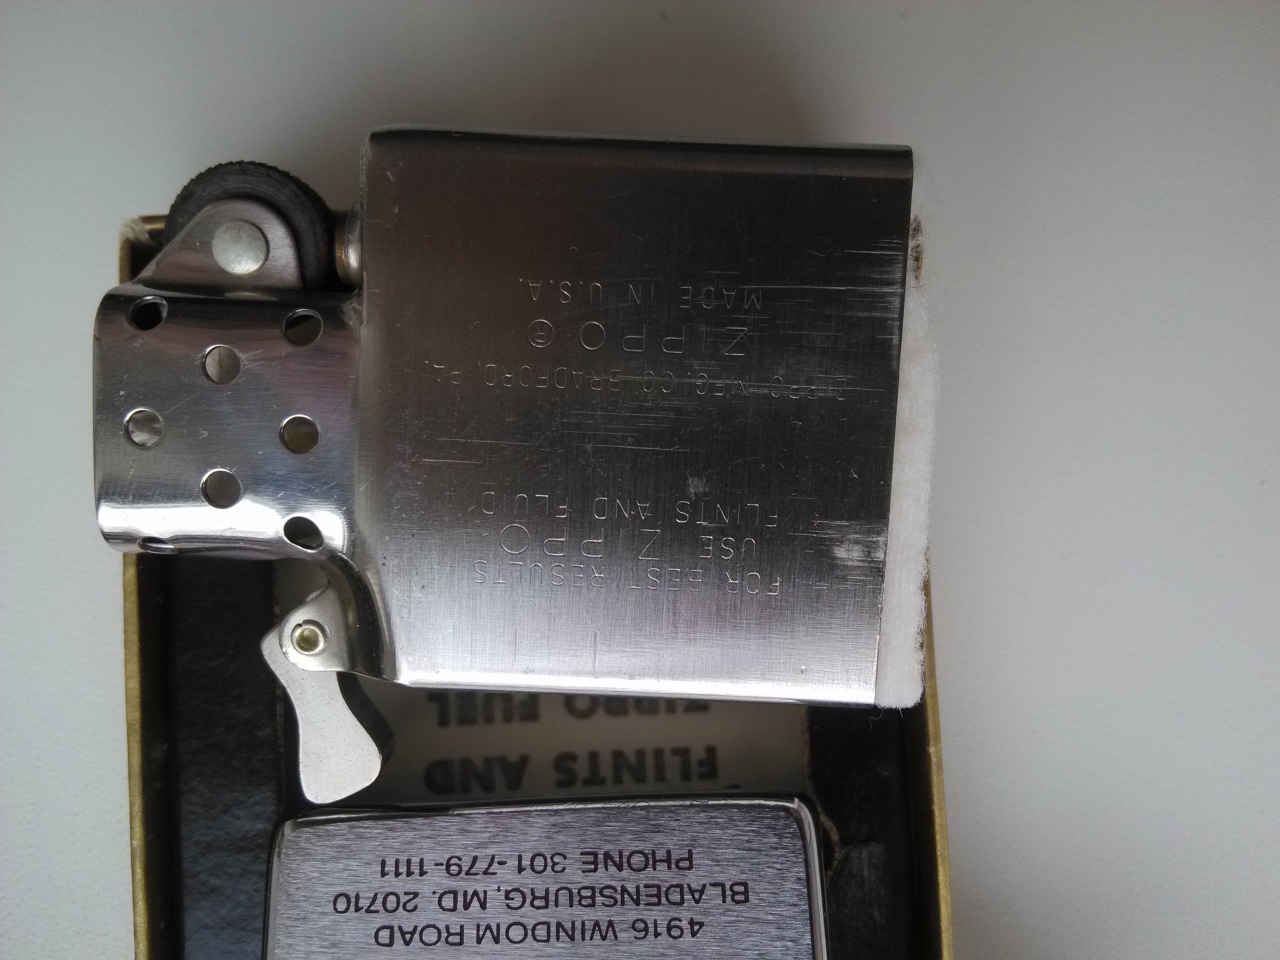 FOR BEST RESULTS
USE ZIPPO
FLINTS AND FLUID
ZIPPO MFG. CO. BRADFORD, PA.
ZIPPO ®
MADE IN U.S.A.
4916 WINDOM ROAD
BLADENSBURG, MD. 20710
PHONE 301-779-1111
FLINTS AND
ZIPPO FUEL